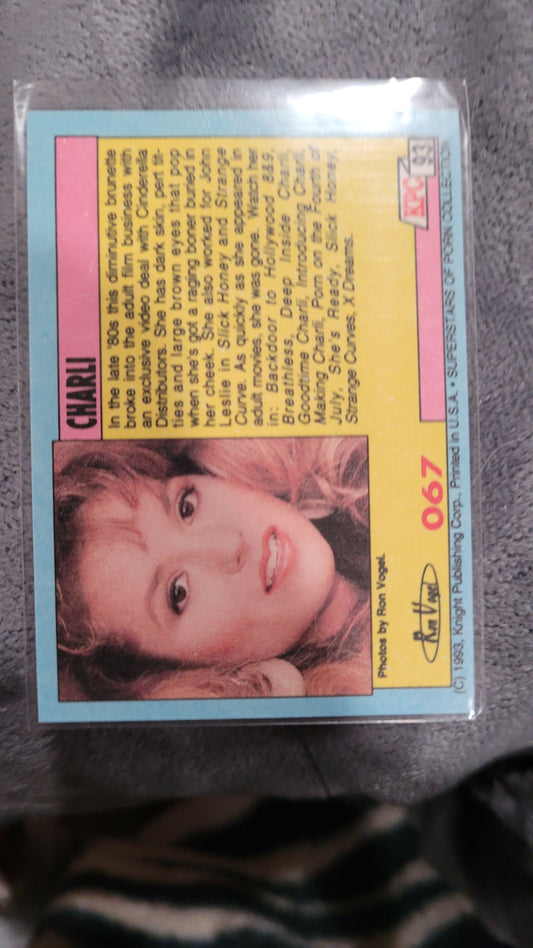 CHARLI
In the late '80s this diminutive brunette
broke into the adult film business with
an exclusive video deal with Cinderella
Distributors. She has dark skin, pert tit-
ties and large brown eyes that pop
when she's got a raging boner buried in
her cheek. She also worked for John
Leslie in Slick Honey and Strange
Curve. As quickly as she appeared in
adult movies, she was gone. Watch her
in: Backdoor to Hollywood 8&9,
Breathless, Deep Inside Charli,
Goodtime Charli, Introducing Charli,
Making Charli, Porn on the Fourth of
July, She's Ready, Slick Honey,
Strange Curves, X Dreams.
Photos by Ron Vogel.
Ron Vogel
067
KPC 93
(C) 1993, Knight Publishing Corp., Printed in U.S.A. • SUPERSTARS OF PORN COLLECTION